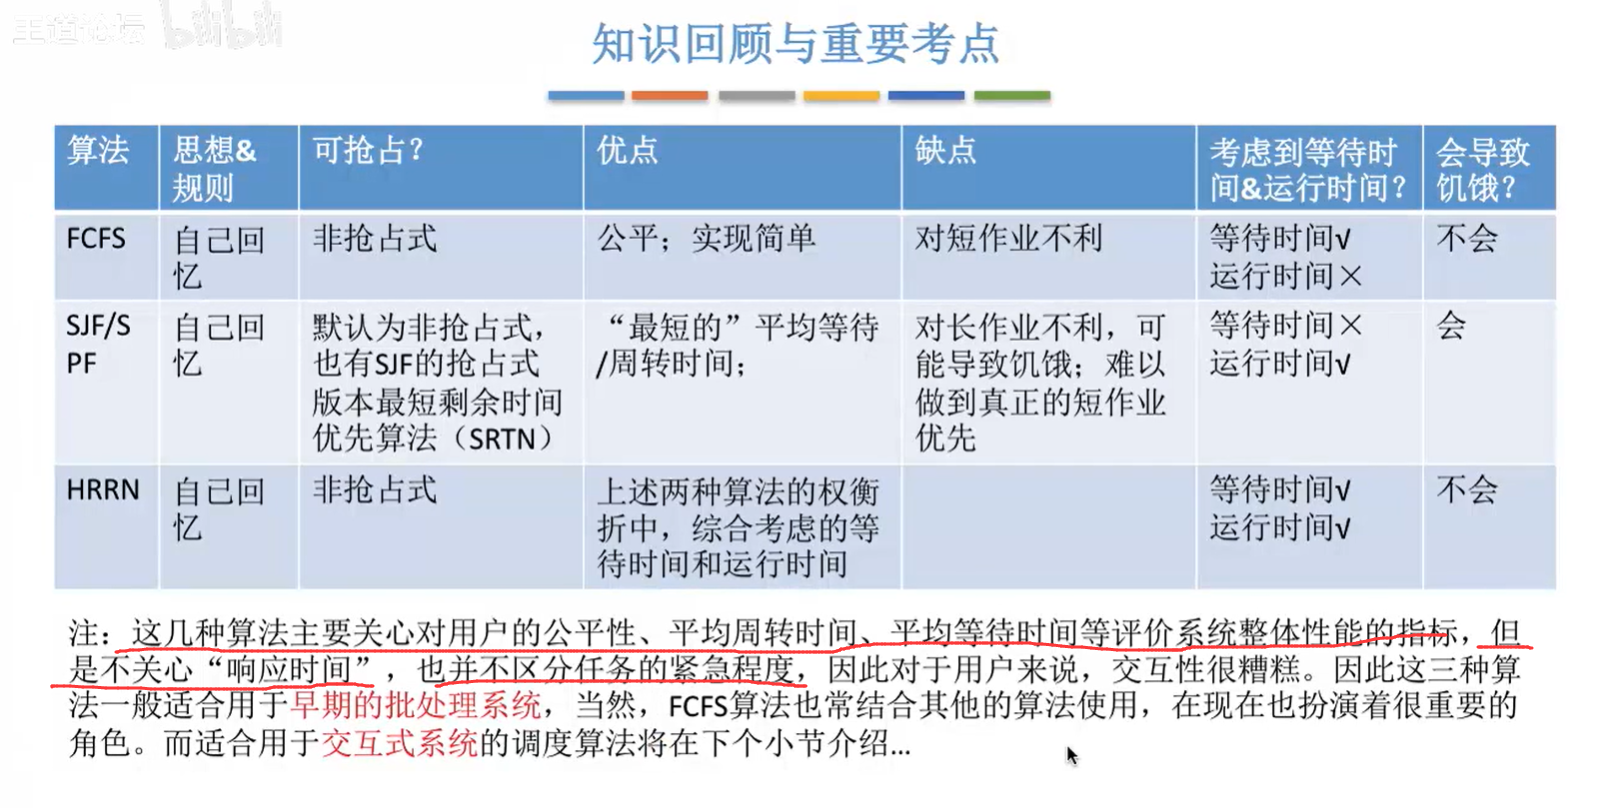 王道论坛 bilibili
知识回顾与重要考点
算法
思想&
规则
可抢占？
优点
缺点
考虑到等待时
间&运行时间？
会导致
饥饿？
FCFS
自己回
忆
非抢占式
公平；实现简单
对短作业不利
等待时间√
运行时间×
不会
SJF/S
PF
自己回
忆
默认为非抢占式，
也有SJF的抢占式
版本最短剩余时间
优先算法（SRTN）
“最短的”平均等待
/周转时间；
对长作业不利，可
能导致饥饿；难以
做到真正的短作业
优先
等待时间×
运行时间√
会
HRRN
自己回
忆
非抢占式
上述两种算法的权衡
折中，综合考虑的等
待时间和运行时间
等待时间√
运行时间√
不会
注：这几种算法主要关心对用户的公平性、平均周转时间、平均等待时间等评价系统整体性能的指标，但
是不关心“响应时间”，也并不区分任务的紧急程度，因此对于用户来说，交互性很糟糕。因此这三种算
法一般适合用于早期的批处理系统，当然，FCFS算法也常结合其他的算法使用，在现在也扮演着很重要的
角色。而适合用于交互式系统的调度算法将在下个小节介绍...